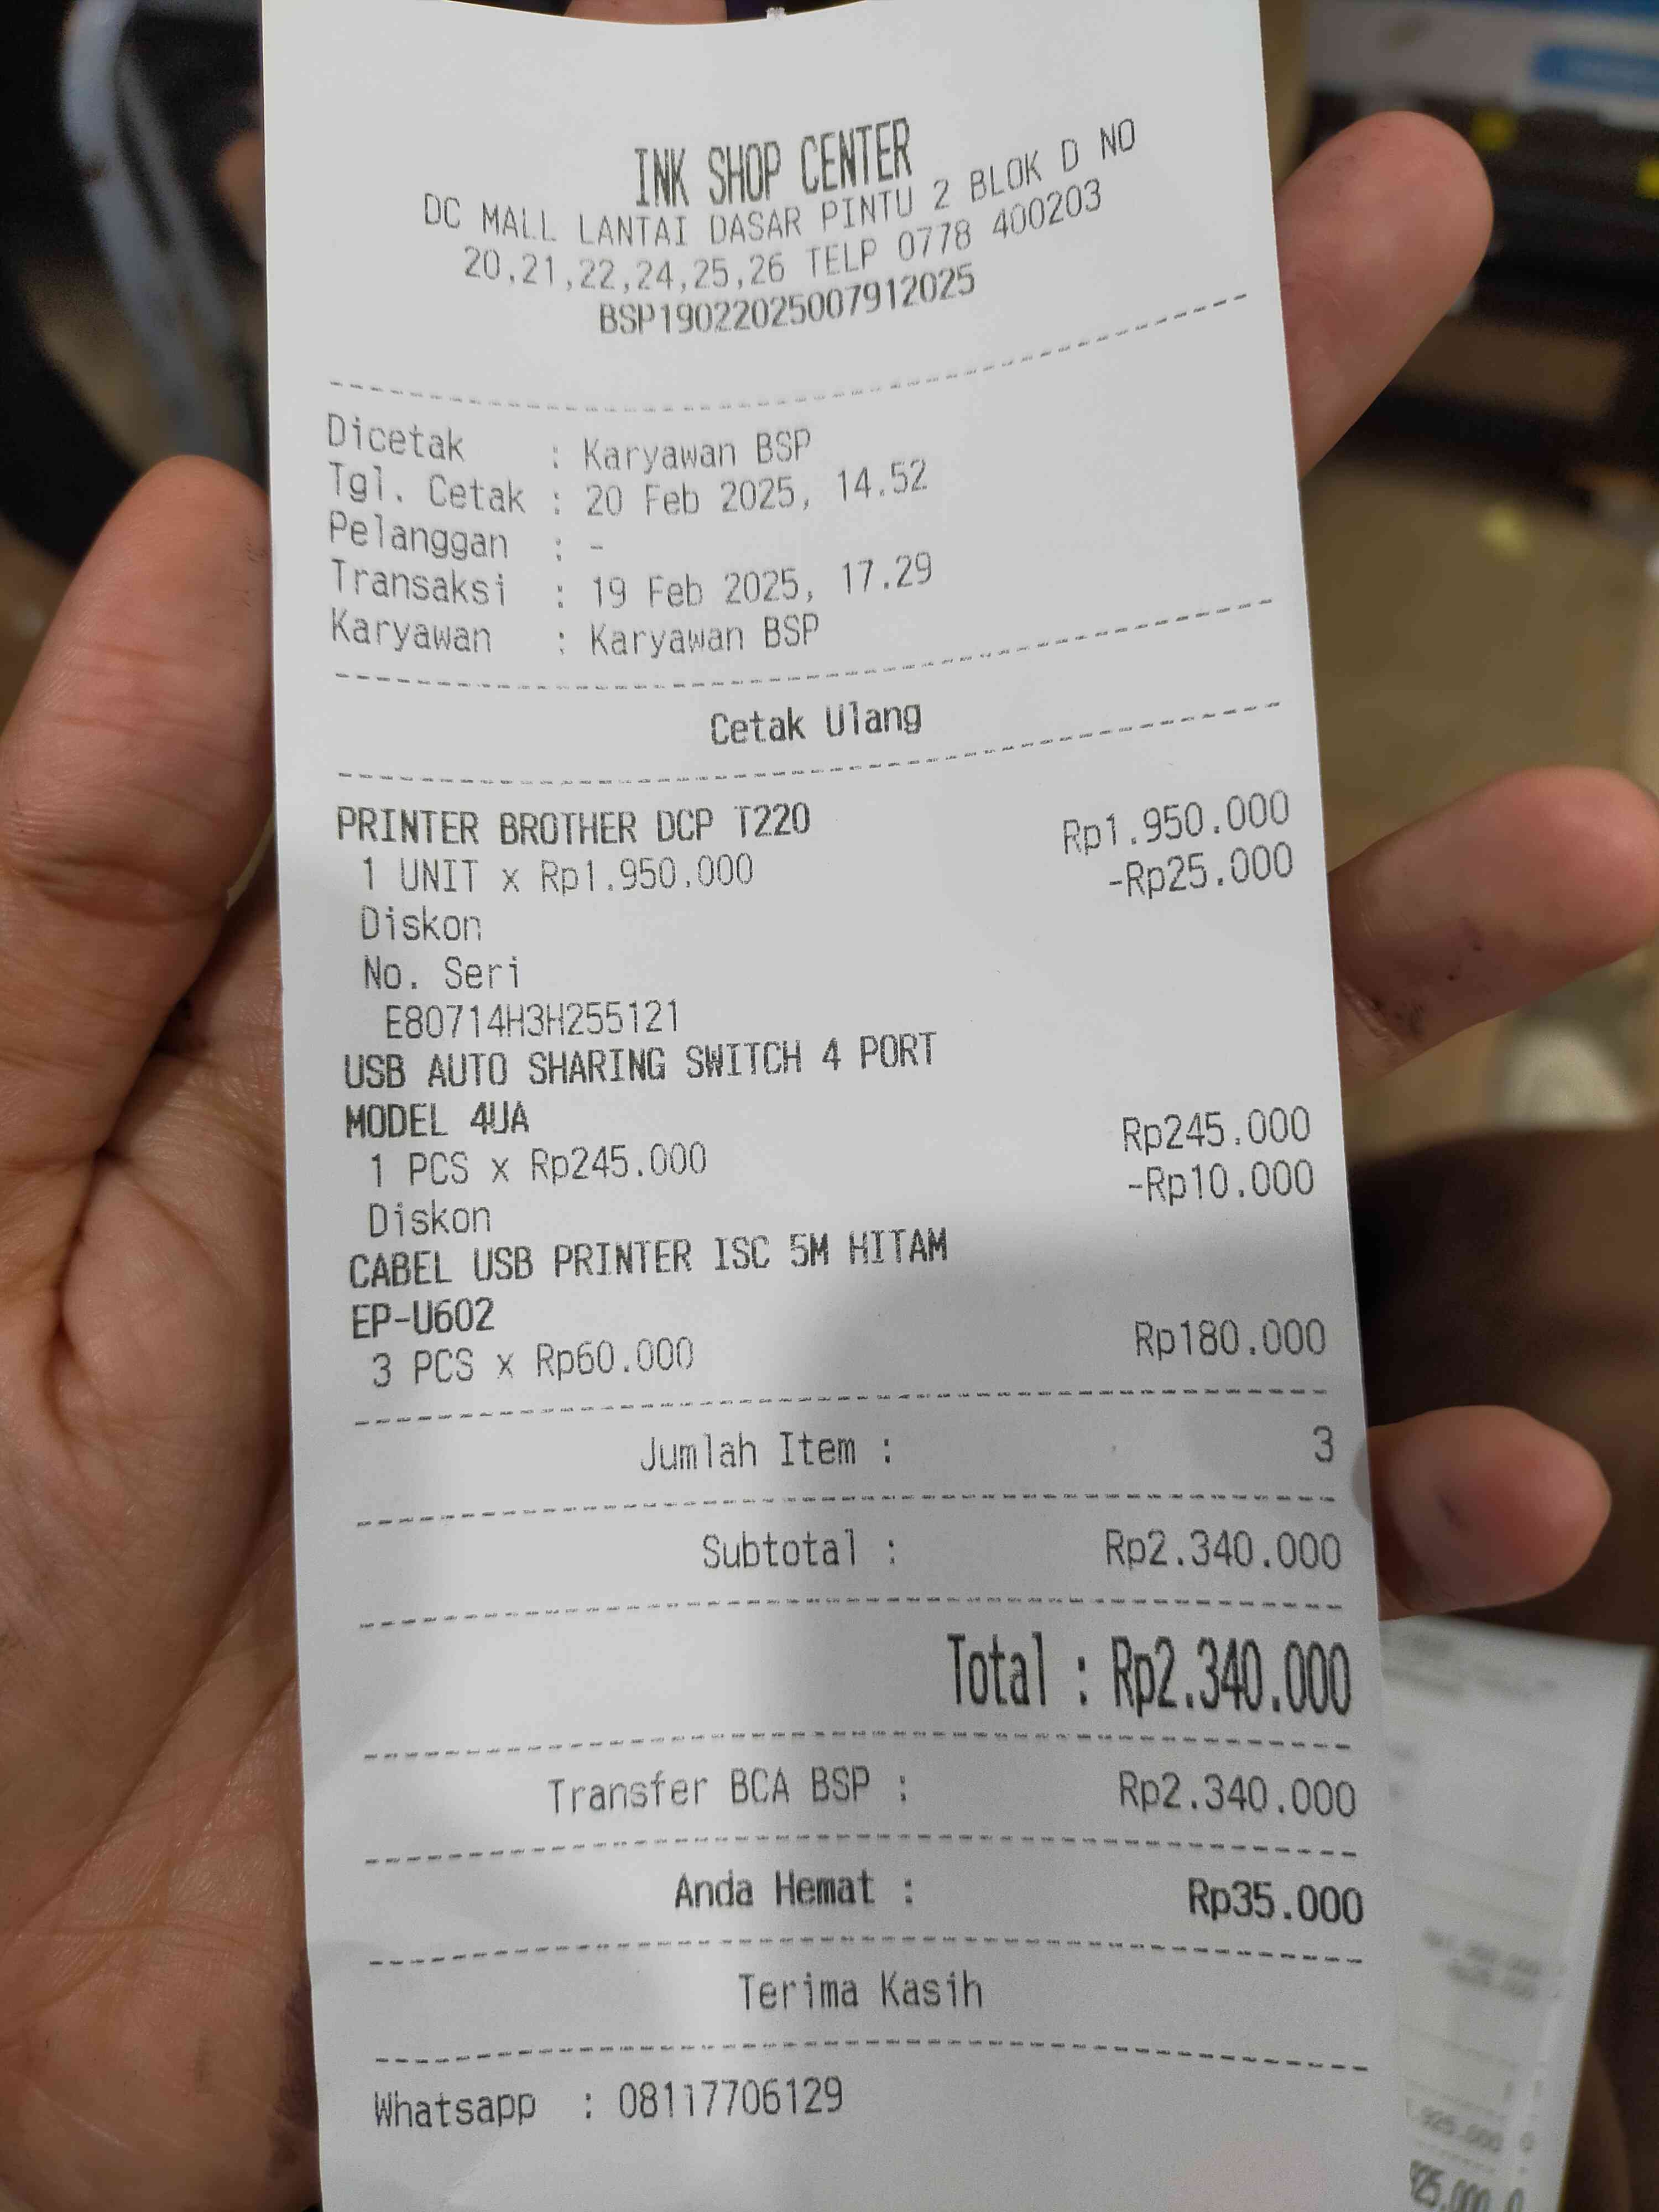 INK SHOP CENTER
DC MALL LANTAI DASAR PINTU 2 BLOK D NO
20,21,22,24,25,26 TELP 0778 400203
BSP19022025007912025
Dicetak : Karyawan BSP
Tgl. Cetak : 20 Feb 2025, 14.52
Pelanggan : -
Transaksi : 19 Feb 2025, 17.29
Karyawan : Karyawan BSP
Cetak Ulang
PRINTER BROTHER DCP T220
1 UNIT x Rp1.950.000 Rp1.950.000
Diskon -Rp25.000
No. Seri
E80714H3H255121
USB AUTO SHARING SWITCH 4 PORT
MODEL 4UA
1 PCS x Rp245.000 Rp245.000
Diskon -Rp10.000
CABEL USB PRINTER ISC 5M HITAM
EP-U602
3 PCS x Rp60.000 Rp180.000
Jumlah Item : 3
Subtotal : Rp2.340.000
Total : Rp2.340.000
Transfer BCA BSP : Rp2.340.000
Anda Hemat : Rp35.000
Terima Kasih
Whatsapp : 08117706129